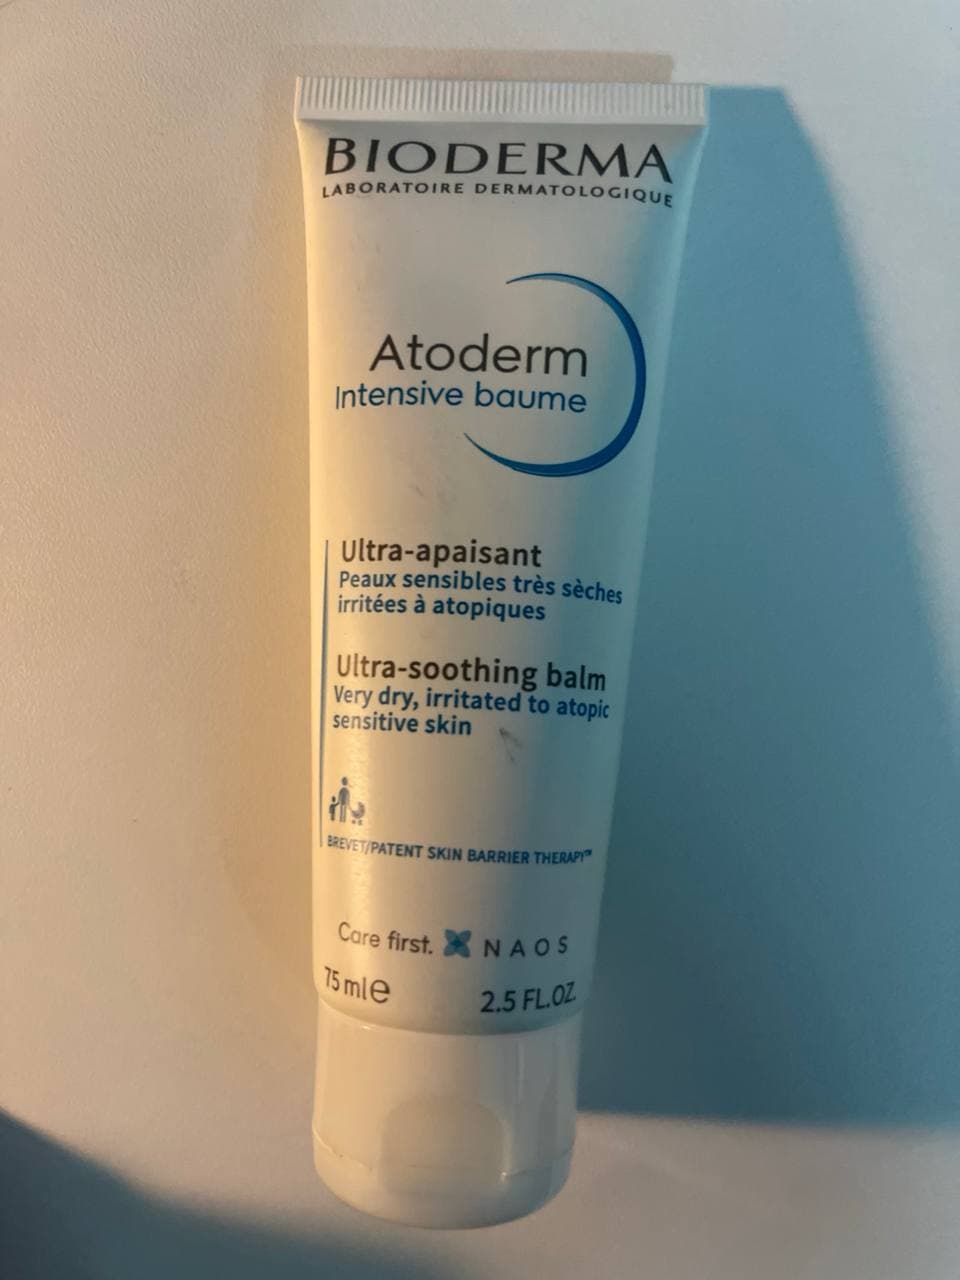 BIODERMA
LABORATOIRE DERMATOLOGIQUE
Atoderm
Intensive baume
Ultra-apaisant
Peaux sensibles très sèches
irritées à atopiques
Ultra-soothing balm
Very dry, irritated to atopic
sensitive skin
BREVET/PATENT SKIN BARRIER THERAPY™
Care first. NAOS
75 ml℮ 2.5 FL.OZ.